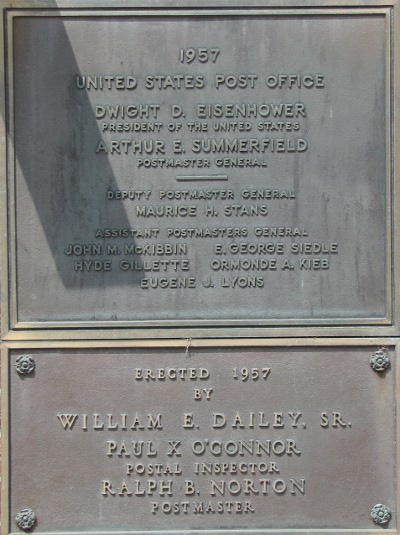 1957
UNITED STATES POST OFFICE
DWIGHT D. EISENHOWER
PRESIDENT OF THE UNITED STATES
ARTHUR E. SUMMERFIELD
POSTMASTER GENERAL
DEPUTY POSTMASTER GENERAL
MAURICE H. STANS
ASSISTANT POSTMASTERS GENERAL
JOHN M. McKIBBIN E. GEORGE SIEDLE
HYDE GILLETTE ORMONDE A. KIEB
EUGENE J. LYONS
ERECTED 1957
BY
WILLIAM E. DAILEY, SR.
PAUL X O'CONNOR
POSTAL INSPECTOR
RALPH B. NORTON
POSTMASTER